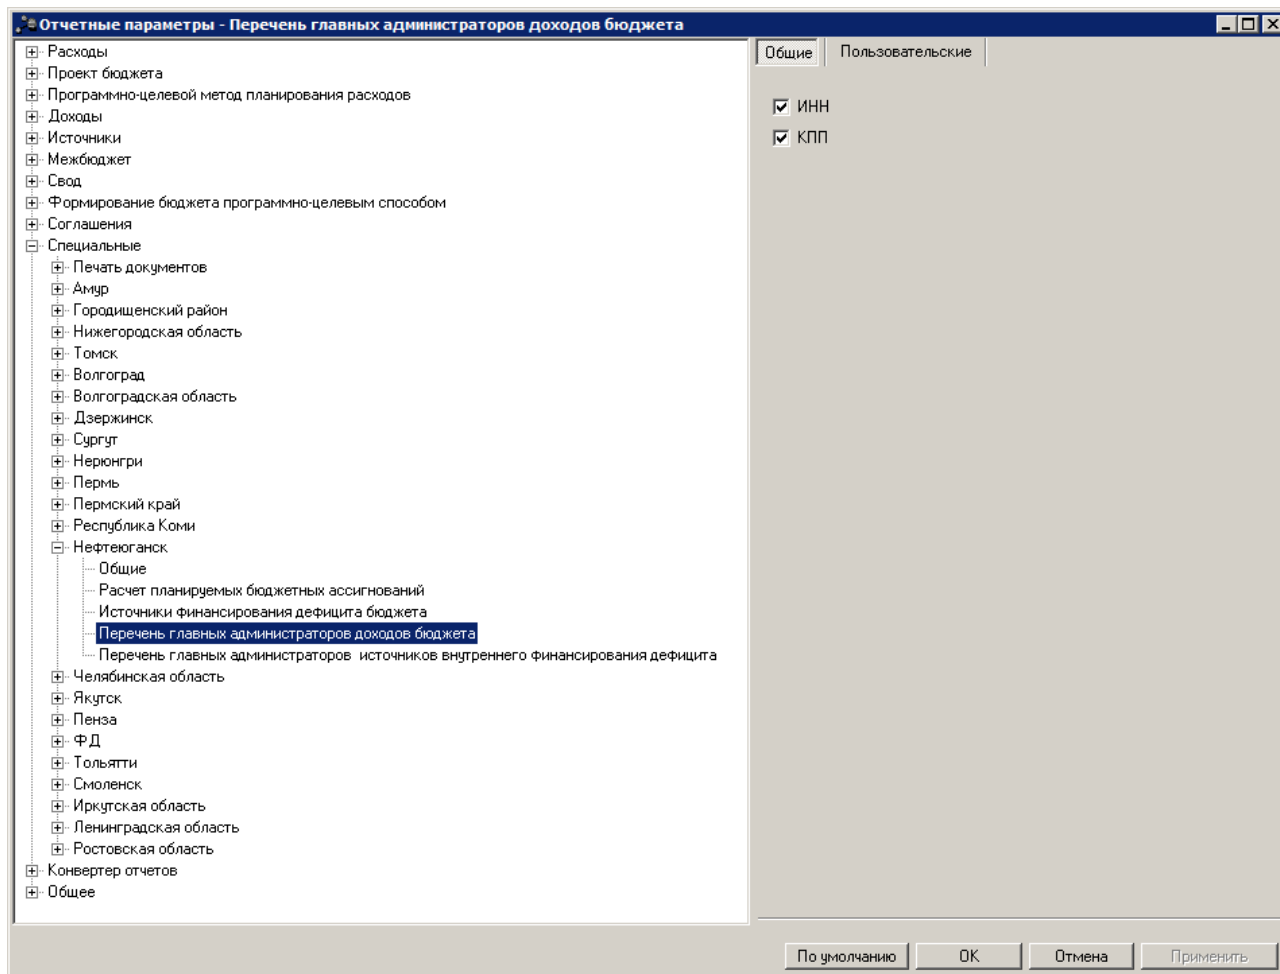 Отчетные параметры - Перечень главных администраторов доходов бюджета
Расходы
Проект бюджета
Программно-целевой метод планирования расходов
Доходы
Источники
Межбюджет
Свод
Формирование бюджета программно-целевым способом
Соглашения
Специальные
Печать документов
Амур
Городищенский район
Нижегородская область
Томск
Волгоград
Волгоградская область
Дзержинск
Сургут
Нерюнгри
Пермь
Пермский край
Республика Коми
Нефтеюганск
Общие
Расчет планируемых бюджетных ассигнований
Источники финансирования дефицита бюджета
Перечень главных администраторов доходов бюджета
Перечень главных администраторов источников внутреннего финансирования дефицита
Челябинская область
Якутск
Пенза
ФД
Тольятти
Смоленск
Иркутская область
Ленинградская область
Ростовская область
Конвертер отчетов
Общее
Общие Пользовательские
ИНН
КПП
По умолчанию OK Отмена Применить